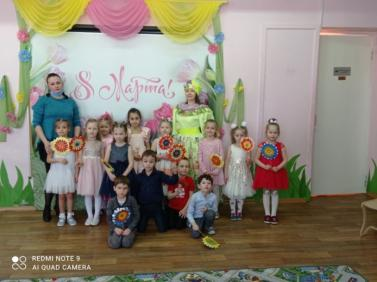 8 Марта!
REDMI NOTE 9
AI QUAD CAMERA